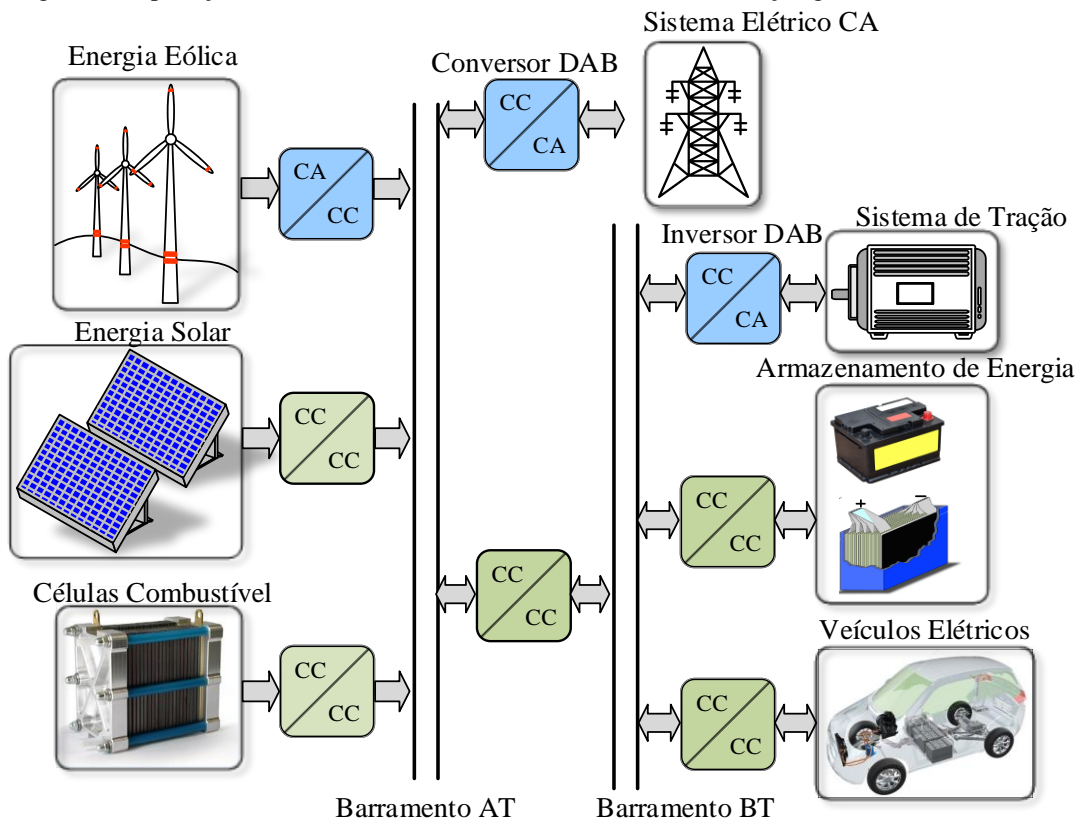 Sistema Elétrico CA
Energia Eólica
Conversor DAB
CC
CA
CA
CC
Inversor DAB
Sistema de Tração
CC
CA
Energia Solar
Armazenamento de Energia
CC
CC
CC
CC
+
−
CC
CC
Células Combustível
CC
CC
Veículos Elétricos
CC
CC
Barramento AT
Barramento BT